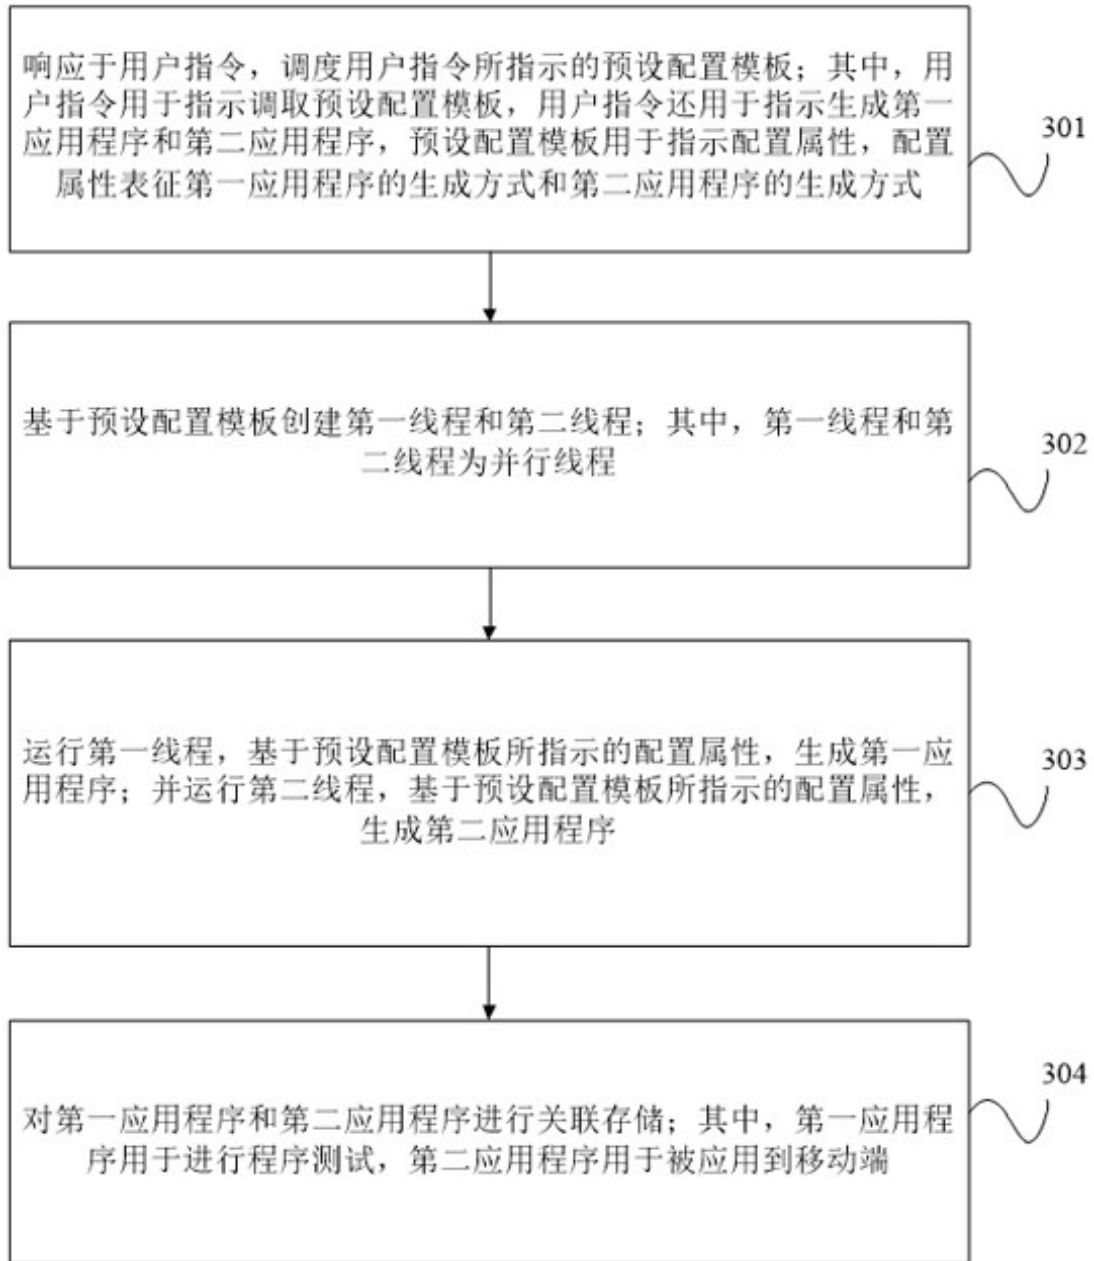 响应于用户指令，调度用户指令所指示的预设配置模板；其中，用
户指令用于指示调取预设配置模板，用户指令还用于指示生成第一
应用程序和第二应用程序，预设配置模板用于指示配置属性，配置
属性表征第一应用程序的生成方式和第二应用程序的生成方式
301
基于预设配置模板创建第一线程和第二线程；其中，第一线程和第
二线程为并行线程
302
运行第一线程，基于预设配置模板所指示的配置属性，生成第一应
用程序；并运行第二线程，基于预设配置模板所指示的配置属性，
生成第二应用程序
303
对第一应用程序和第二应用程序进行关联存储；其中，第一应用程
序用于进行程序测试，第二应用程序用于被应用到移动端
304